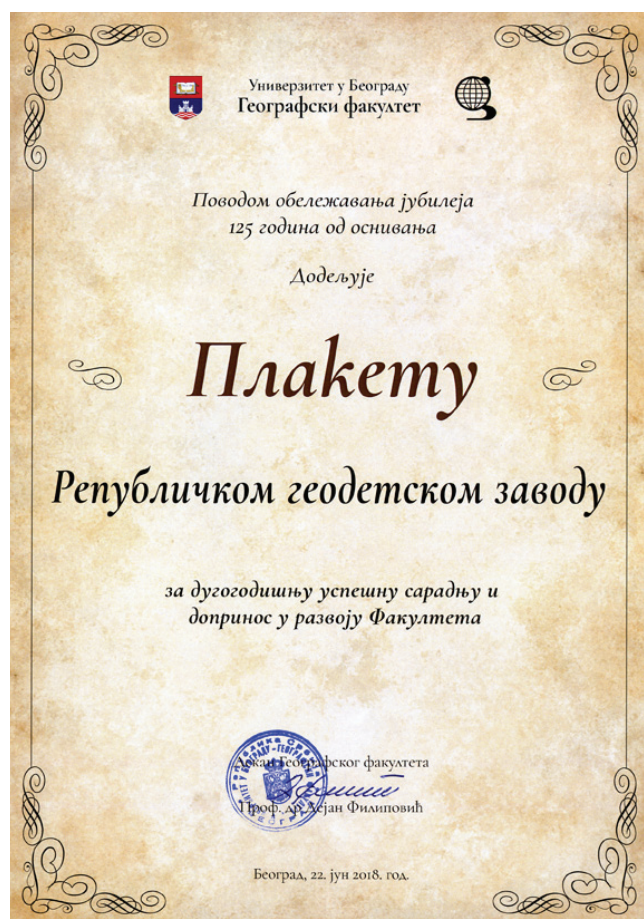 Универзитет у Београду
Географски факултет
Поводом обележавања јубилеја
125 година од оснивања
Додељује
Плакету
Републичком геодетском заводу
за дугогодишњу успешну сарадњу и
допринос у развоју Факултета
Декан Географског факултета
Проф. др Дејан Филиповић
Београд, 22. јун 2018. год.